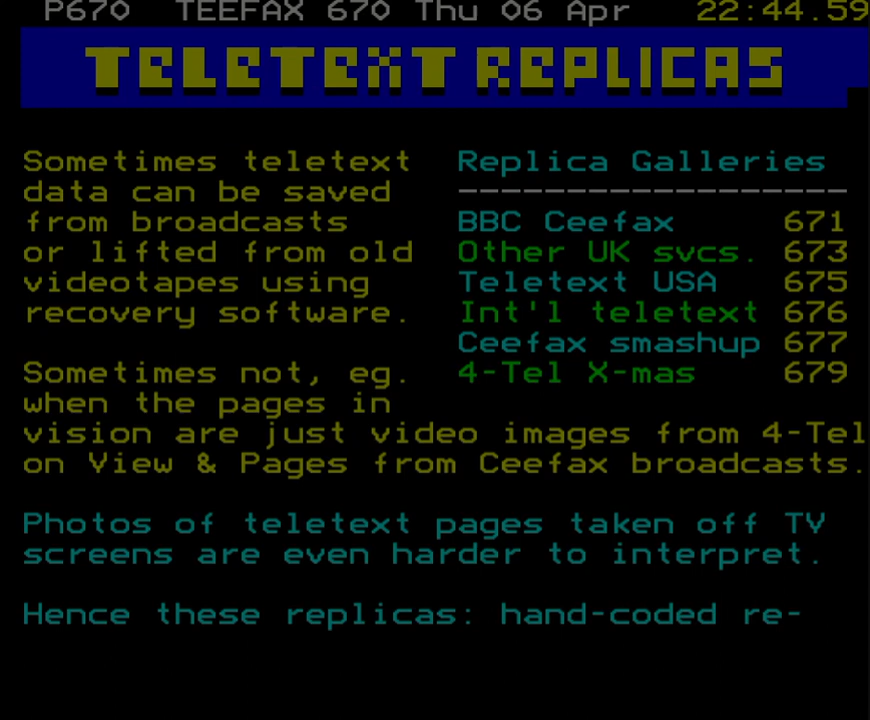 P670 TEEFAX 670 Thu 06 Apr 22:44.59
TELETEXT REPLICAS
Sometimes teletext
data can be saved
from broadcasts
or lifted from old
videotapes using
recovery software.
Sometimes not, eg.
when the pages in
vision are just video images from 4-Tel
on View & Pages from Ceefax broadcasts.
Replica Galleries
------------------
BBC Ceefax 671
Other UK svcs. 673
Teletext USA 675
Int'l teletext 676
Ceefax smashup 677
4-Tel X-mas 679
Photos of teletext pages taken off TV
screens are even harder to interpret.
Hence these replicas: hand-coded re-